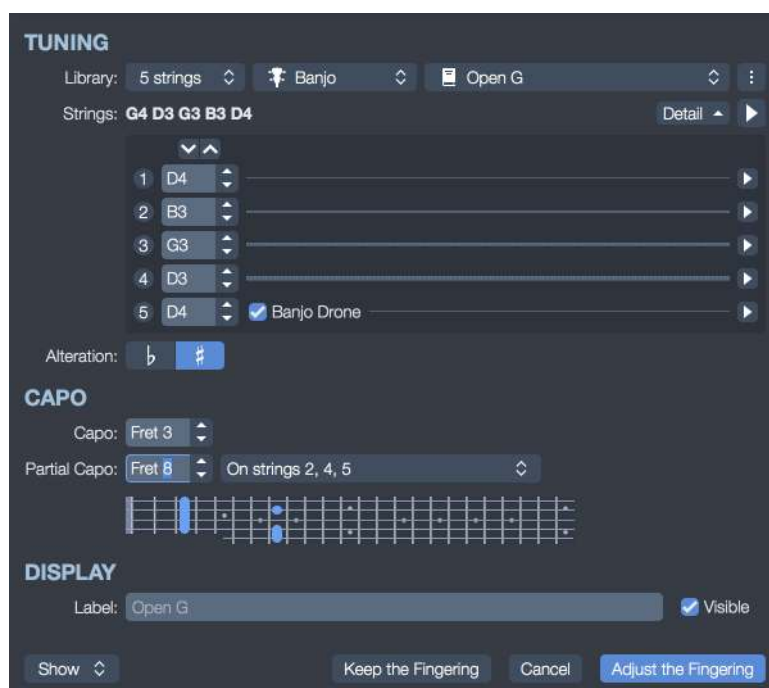 TUNING
Library: 5 strings Banjo Open G
Strings: G4 D3 G3 B3 D4 Detail
1 D4
2 B3
3 G3
4 D3
5 D4 Banjo Drone
Alteration: ♭ ♯
CAPO
Capo: Fret 3
Partial Capo: Fret 8 On strings 2, 4, 5
DISPLAY
Label: Open G Visible
Show Keep the Fingering Cancel Adjust the Fingering